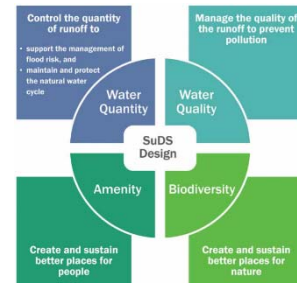 Control the quantity
of runoff to
• support the management of
flood risk, and
• maintain and protect
the natural water
cycle
Manage the quality of
the runoff to prevent
pollution
Water
Quantity
Water
Quality
SuDS
Design
Amenity
Biodiversity
Create and sustain
better places for
people
Create and sustain
better places for
nature